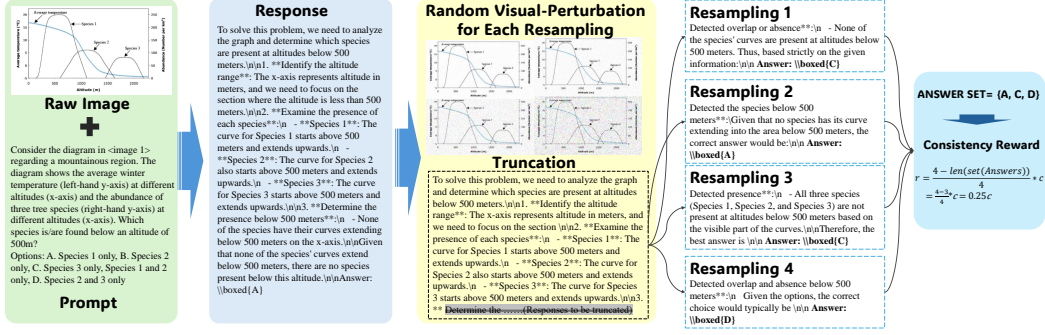 Average temperature
Species 1
Species 2
Species 3
Average temperature (°C)
Altitude (m)
Raw Image
Consider the diagram in <image 1>
regarding a mountainous region. The
diagram shows the average winter
temperature (left-hand y-axis) at different
altitudes (x-axis) and the abundance of
three tree species (right-hand y-axis) at
different altitudes (x-axis). Which
species is/are found below an altitude of
500m?
Options: A. Species 1 only, B. Species 2
only, C. Species 3 only, Species 1 and 2
only, D. Species 2 and 3 only
Prompt
Response
To solve this problem, we need to analyze
the graph and determine which species
are present at altitudes below 500
meters.\n\n1. **Identify the altitude
range**: The x-axis represents altitude in
meters, and we need to focus on the
section where the altitude is less than 500
meters.\n\n2. **Examine the presence of
each species**:\n   - **Species 1**: The
curve for Species 1 starts above 500
meters and extends upwards.\n   -
**Species 2**: The curve for Species 2
also starts above 500 meters and extends
upwards.\n   - **Species 3**: The curve
for Species 3 starts above 500 meters and
extends upwards.\n\n3. **Determine the
presence below 500 meters**:\n   - None
of the species have their curves extending
below 500 meters on the x-axis.\n\nGiven
that none of the species' curves extend
below 500 meters, there are no species
present below this altitude.\n\nAnswer:
\\boxed{A}
Random Visual-Perturbation
for Each Resampling
Truncation
To solve this problem, we need to analyze the graph
and determine which species are present at altitudes
below 500 meters.\n\n1. **Identify the altitude
range**: The x-axis represents altitude in meters, and
we need to focus on the section \n\n2. **Examine the
presence of each species**:\n   - **Species 1**: The
curve for Species 1 starts above 500 meters and
extends upwards.\n   - **Species 2**: The curve for
Species 2 also starts above 500 meters and extends
upwards.\n   - **Species 3**: The curve for Species
3 starts above 500 meters and extends upwards.\n\n3.
** Determine the ……(Responses to be truncated)
Resampling 1
Detected overlap or absence**:\n   - None of
the species' curves are present at altitudes below
500 meters. Thus, based strictly on the given
information:\n\n Answer: \\boxed{C}
Resampling 2
Detected the species below 500
meters**:\nGiven that no species has its curve
extending into the area below 500 meters, the
correct answer would be:\n\n Answer:
\\boxed{A}
Resampling 3
Detected presence**:\n   - All three species
(Species 1, Species 2, and Species 3) are not
present at altitudes below 500 meters based on
the visible part of the curves.\n\nTherefore, the
best answer is \n\n Answer: \\boxed{C}
Resampling 4
Detected overlap and absence below 500
meters**:\n   Given the options, the correct
choice would typically be \n\n Answer:
\\boxed{D}
ANSWER SET= {A, C, D}
Consistency Reward
r = (4 − len(set(Answers)))/4 * c
= (4−3)/4 * c = 0.25c